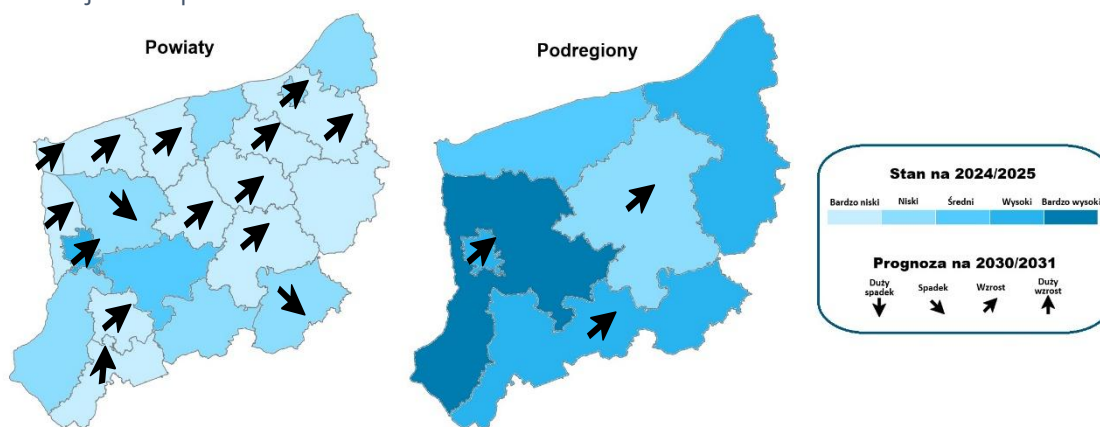 Powiaty
Podregiony
Stan na 2024/2025
Bardzo niski Niski Średni Wysoki Bardzo wysoki
Prognoza na 2030/2031
Duży spadek Spadek Wzrost Duży wzrost